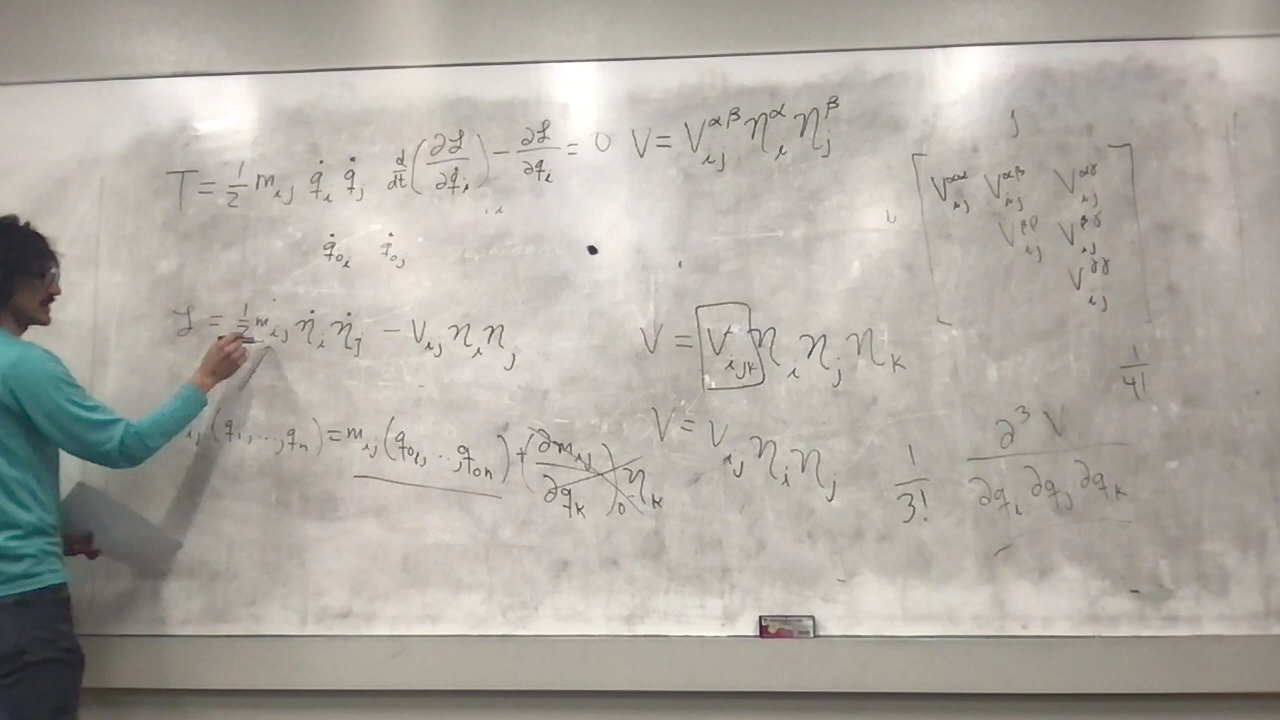 T = 1/2 m_ij q̇_i q̇_j   d/dt(∂ℒ/∂q̇_i) − ∂ℒ/∂q_i = 0   V = V_ij^αβ η_i^α η_j^β
j
V_ij^αα V_ij^αβ V_ij^αγ
V_ij^ββ V_ij^βγ
V_ij^γγ
q̇_0i q̇_0j
ℒ = 1/2 m_ij η̇_i η̇_j − V_ij η_i η_j
V = V_ijk η_i η_j η_k
1/4!
_ij(q_1,...,q_n) = m_ij(q_01,...,q_0n) + (∂m_ij/∂q_k)_0 η_k
V = V_ij η_i η_j
1/3! ∂³V/∂q_i ∂q_j ∂q_k